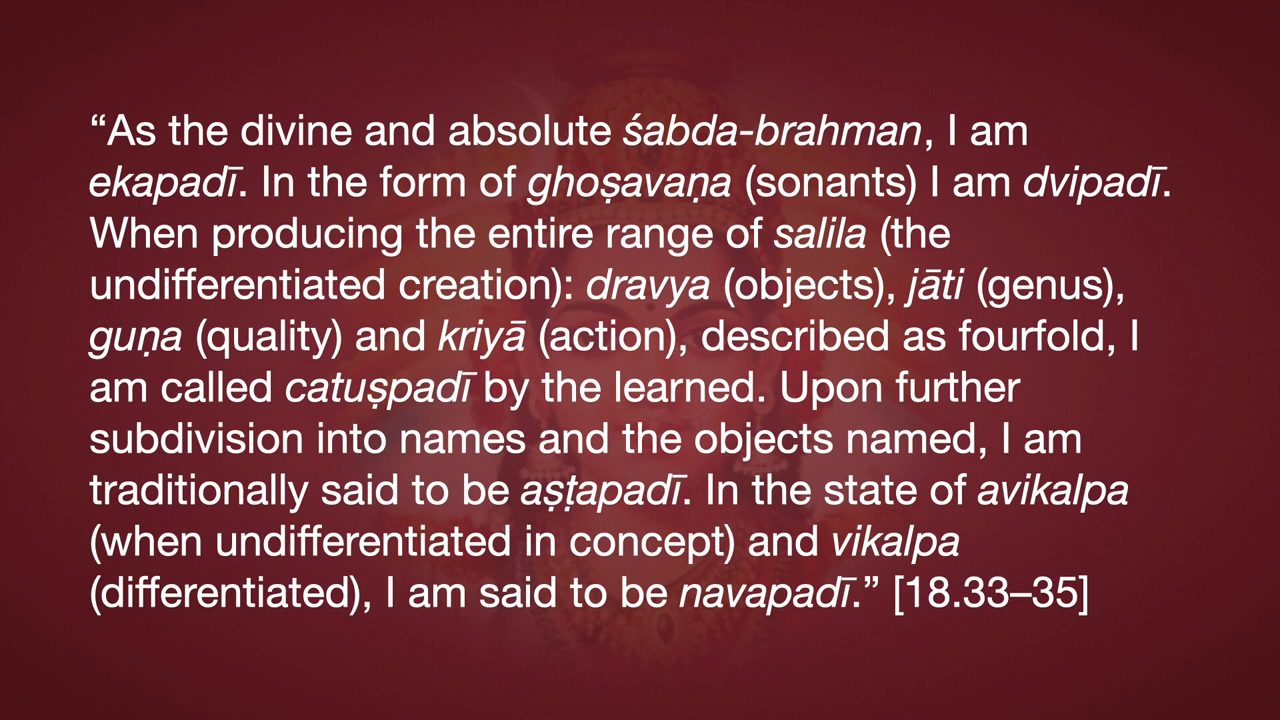 “As the divine and absolute śabda-brahman, I am
ekapadī. In the form of ghoṣavaṇa (sonants) I am dvipadī.
When producing the entire range of salila (the
undifferentiated creation): dravya (objects), jāti (genus),
guṇa (quality) and kriyā (action), described as fourfold, I
am called catuṣpadī by the learned. Upon further
subdivision into names and the objects named, I am
traditionally said to be aṣṭapadī. In the state of avikalpa
(when undifferentiated in concept) and vikalpa
(differentiated), I am said to be navapadī.” [18.33–35]